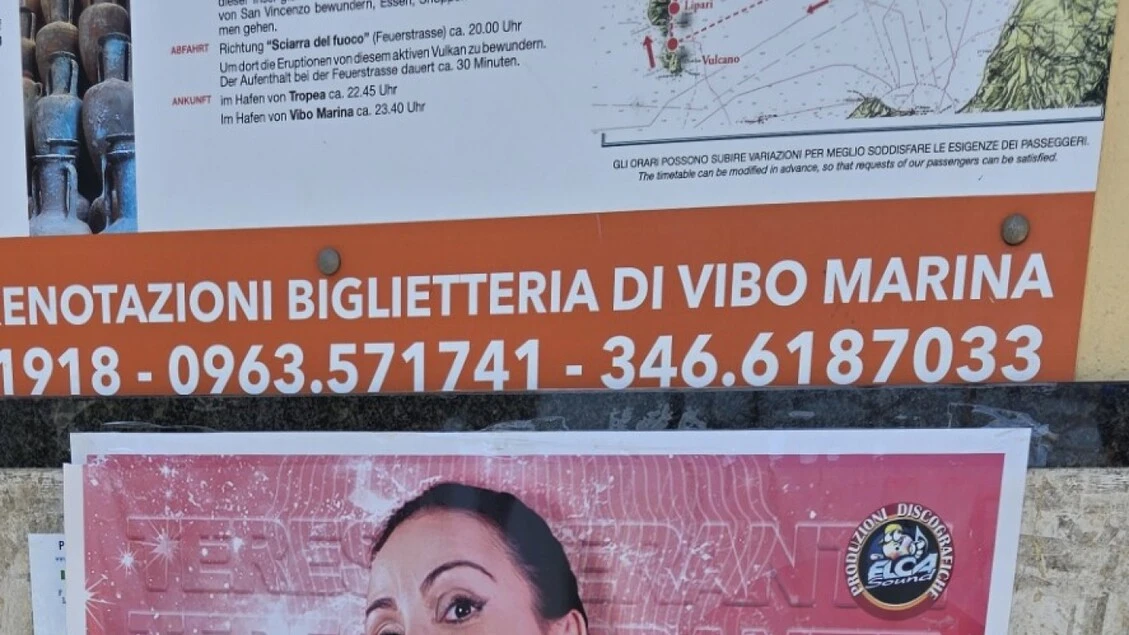 von San Vincenzo bewundern, Essen,
men gehen.
ABFAHRT Richtung "Sciarra del fuoco" (Feuerstrasse) ca. 20.00 Uhr
Um dort die Eruptionen von diesem aktiven Vulkan zu bewundern.
Der Aufenthalt bei der Feuerstrasse dauert ca. 30 Minuten.
ANKUNFT im Hafen von Tropea ca. 22.45 Uhr
Im Hafen von Vibo Marina ca. 23.40 Uhr
Lipari
Vulcano
GLI ORARI POSSONO SUBIRE VARIAZIONI PER MEGLIO SODDISFARE LE ESIGENZE DEI PASSEGGERI.
The timetable can be modified in advance, so that requests of our passengers can be satisfied.
RENOTAZIONI BIGLIETTERIA DI VIBO MARINA
1918 - 0963.571741 - 346.6187033
PRODUZIONI DISCOGRAFICHE
ELCA
Sound